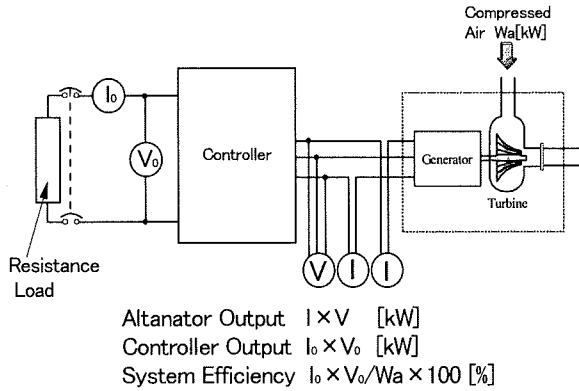 Compressed
Air Wa[kW]
I₀
V₀
Controller
Generator
Turbine
V
I
I
Resistance
Load
Altanator Output I×V [kW]
Controller Output I₀×V₀ [kW]
System Efficiency I₀×V₀/Wa×100 [%]